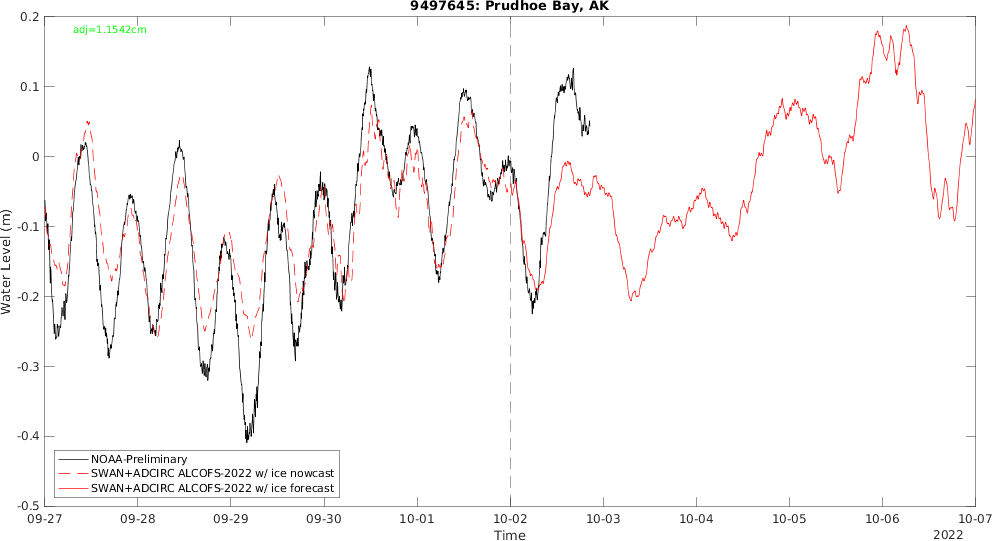 9497645: Prudhoe Bay, AK
adj=1.1542cm
0.2
0.1
0
-0.1
-0.2
-0.3
-0.4
-0.5
Water Level (m)
NOAA-Preliminary
SWAN+ADCIRC ALCOFS-2022 w/ ice nowcast
SWAN+ADCIRC ALCOFS-2022 w/ ice forecast
09-27 09-28 09-29 09-30 10-01 10-02 10-03 10-04 10-05 10-06 10-07
Time
2022